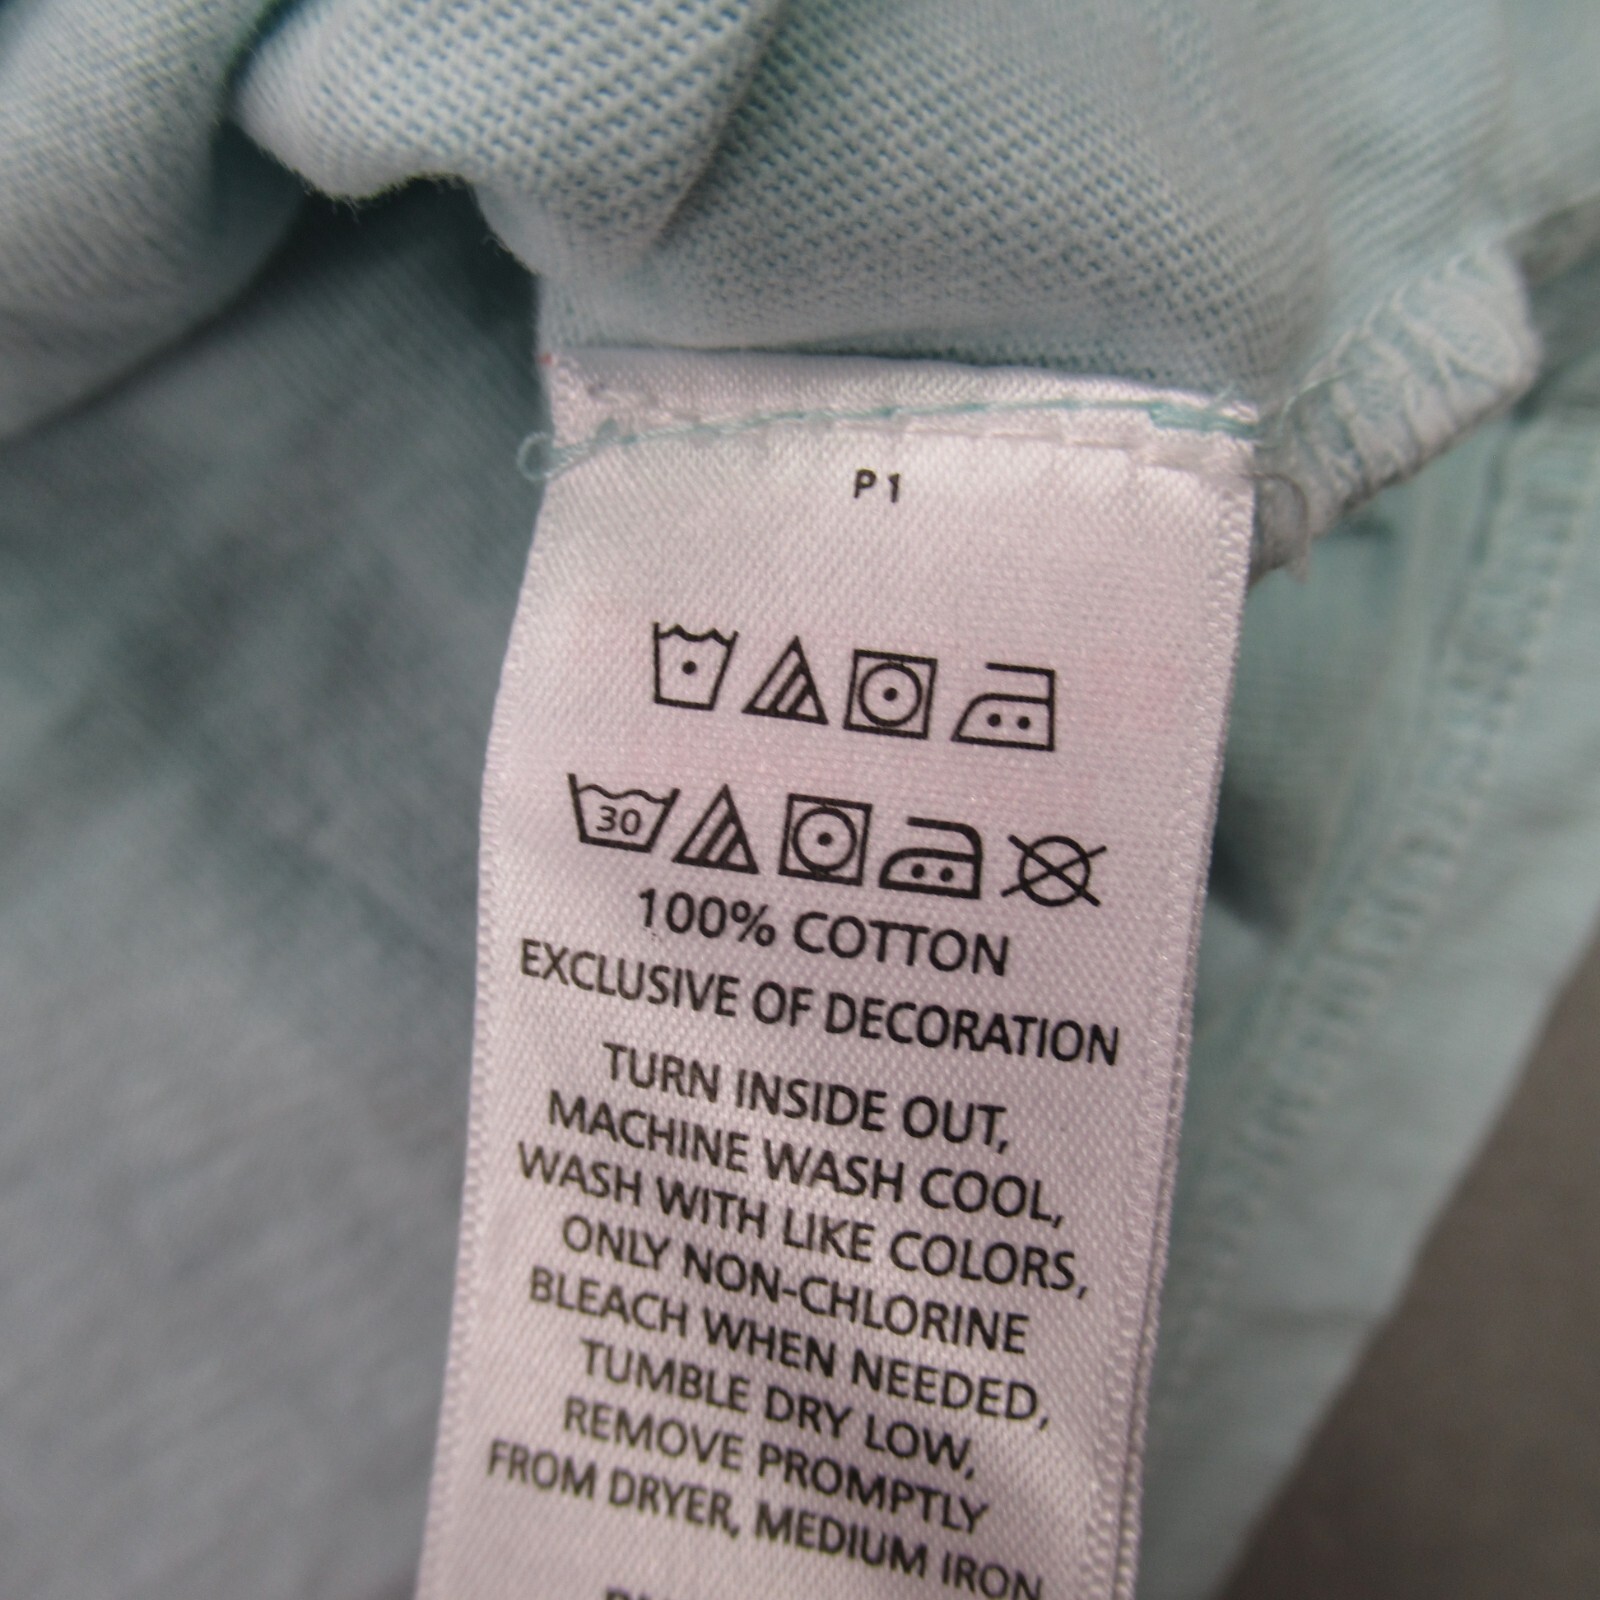 P 1
30
100% COTTON
EXCLUSIVE OF DECORATION
TURN INSIDE OUT,
MACHINE WASH COOL,
WASH WITH LIKE COLORS,
ONLY NON-CHLORINE
BLEACH WHEN NEEDED,
TUMBLE DRY LOW,
REMOVE PROMPTLY
FROM DRYER, MEDIUM IRON